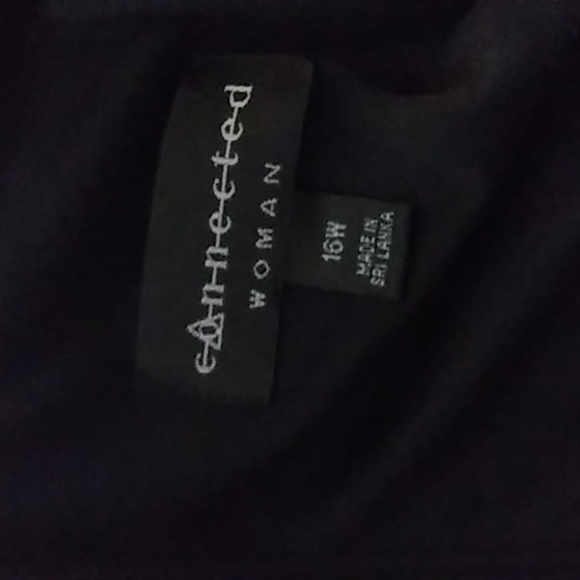 connected
WOMAN
16W
MADE IN
SRI LANKA